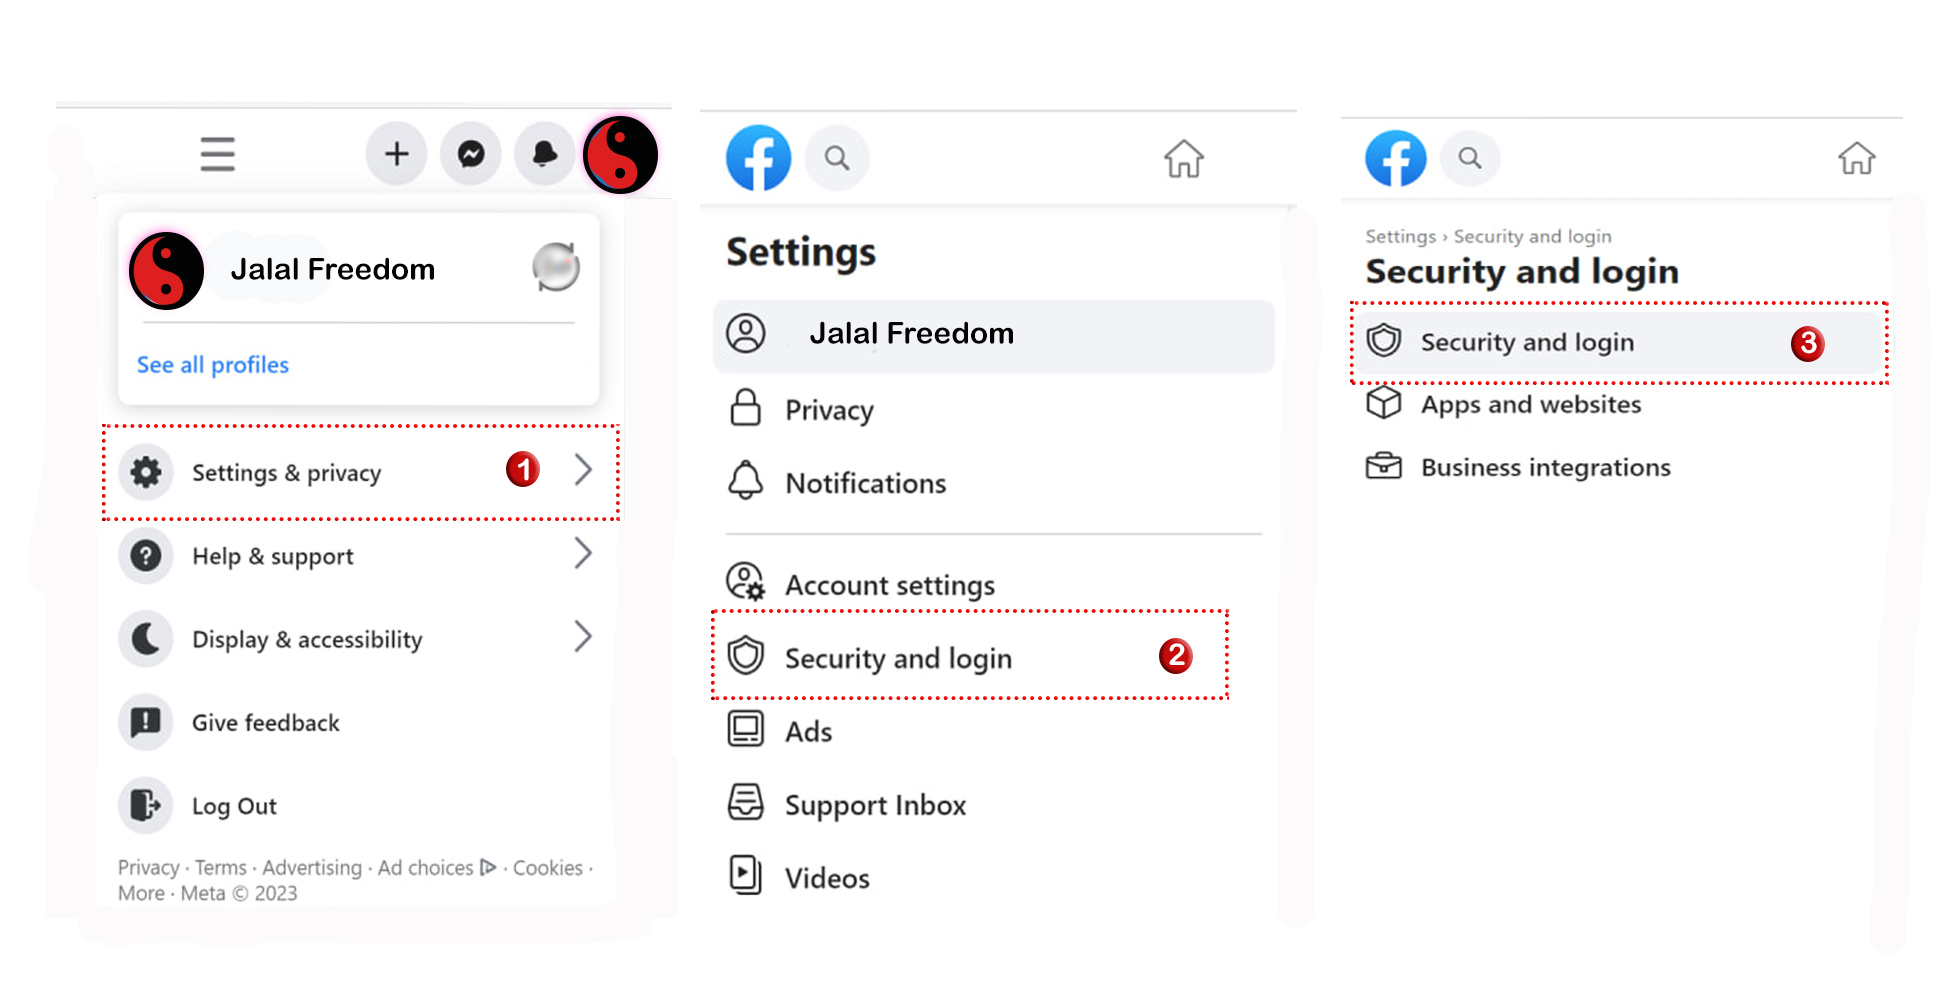 Jalal Freedom
See all profiles
Settings & privacy 1
Help & support
Display & accessibility
Give feedback
Log Out
Privacy · Terms · Advertising · Ad choices · Cookies ·
More · Meta © 2023
Settings
Jalal Freedom
Privacy
Notifications
Account settings
Security and login 2
Ads
Support Inbox
Videos
Settings › Security and login
Security and login
Security and login 3
Apps and websites
Business integrations